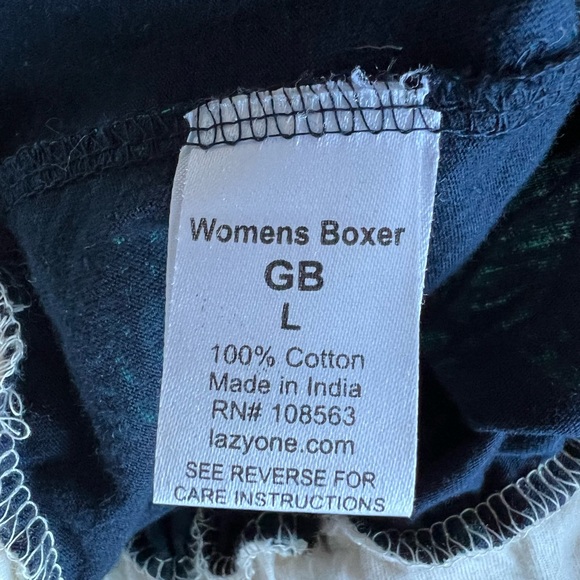 Womens Boxer
GB
L
100% Cotton
Made in India
RN# 108563
lazyone.com
SEE REVERSE FOR
CARE INSTRUCTIONS